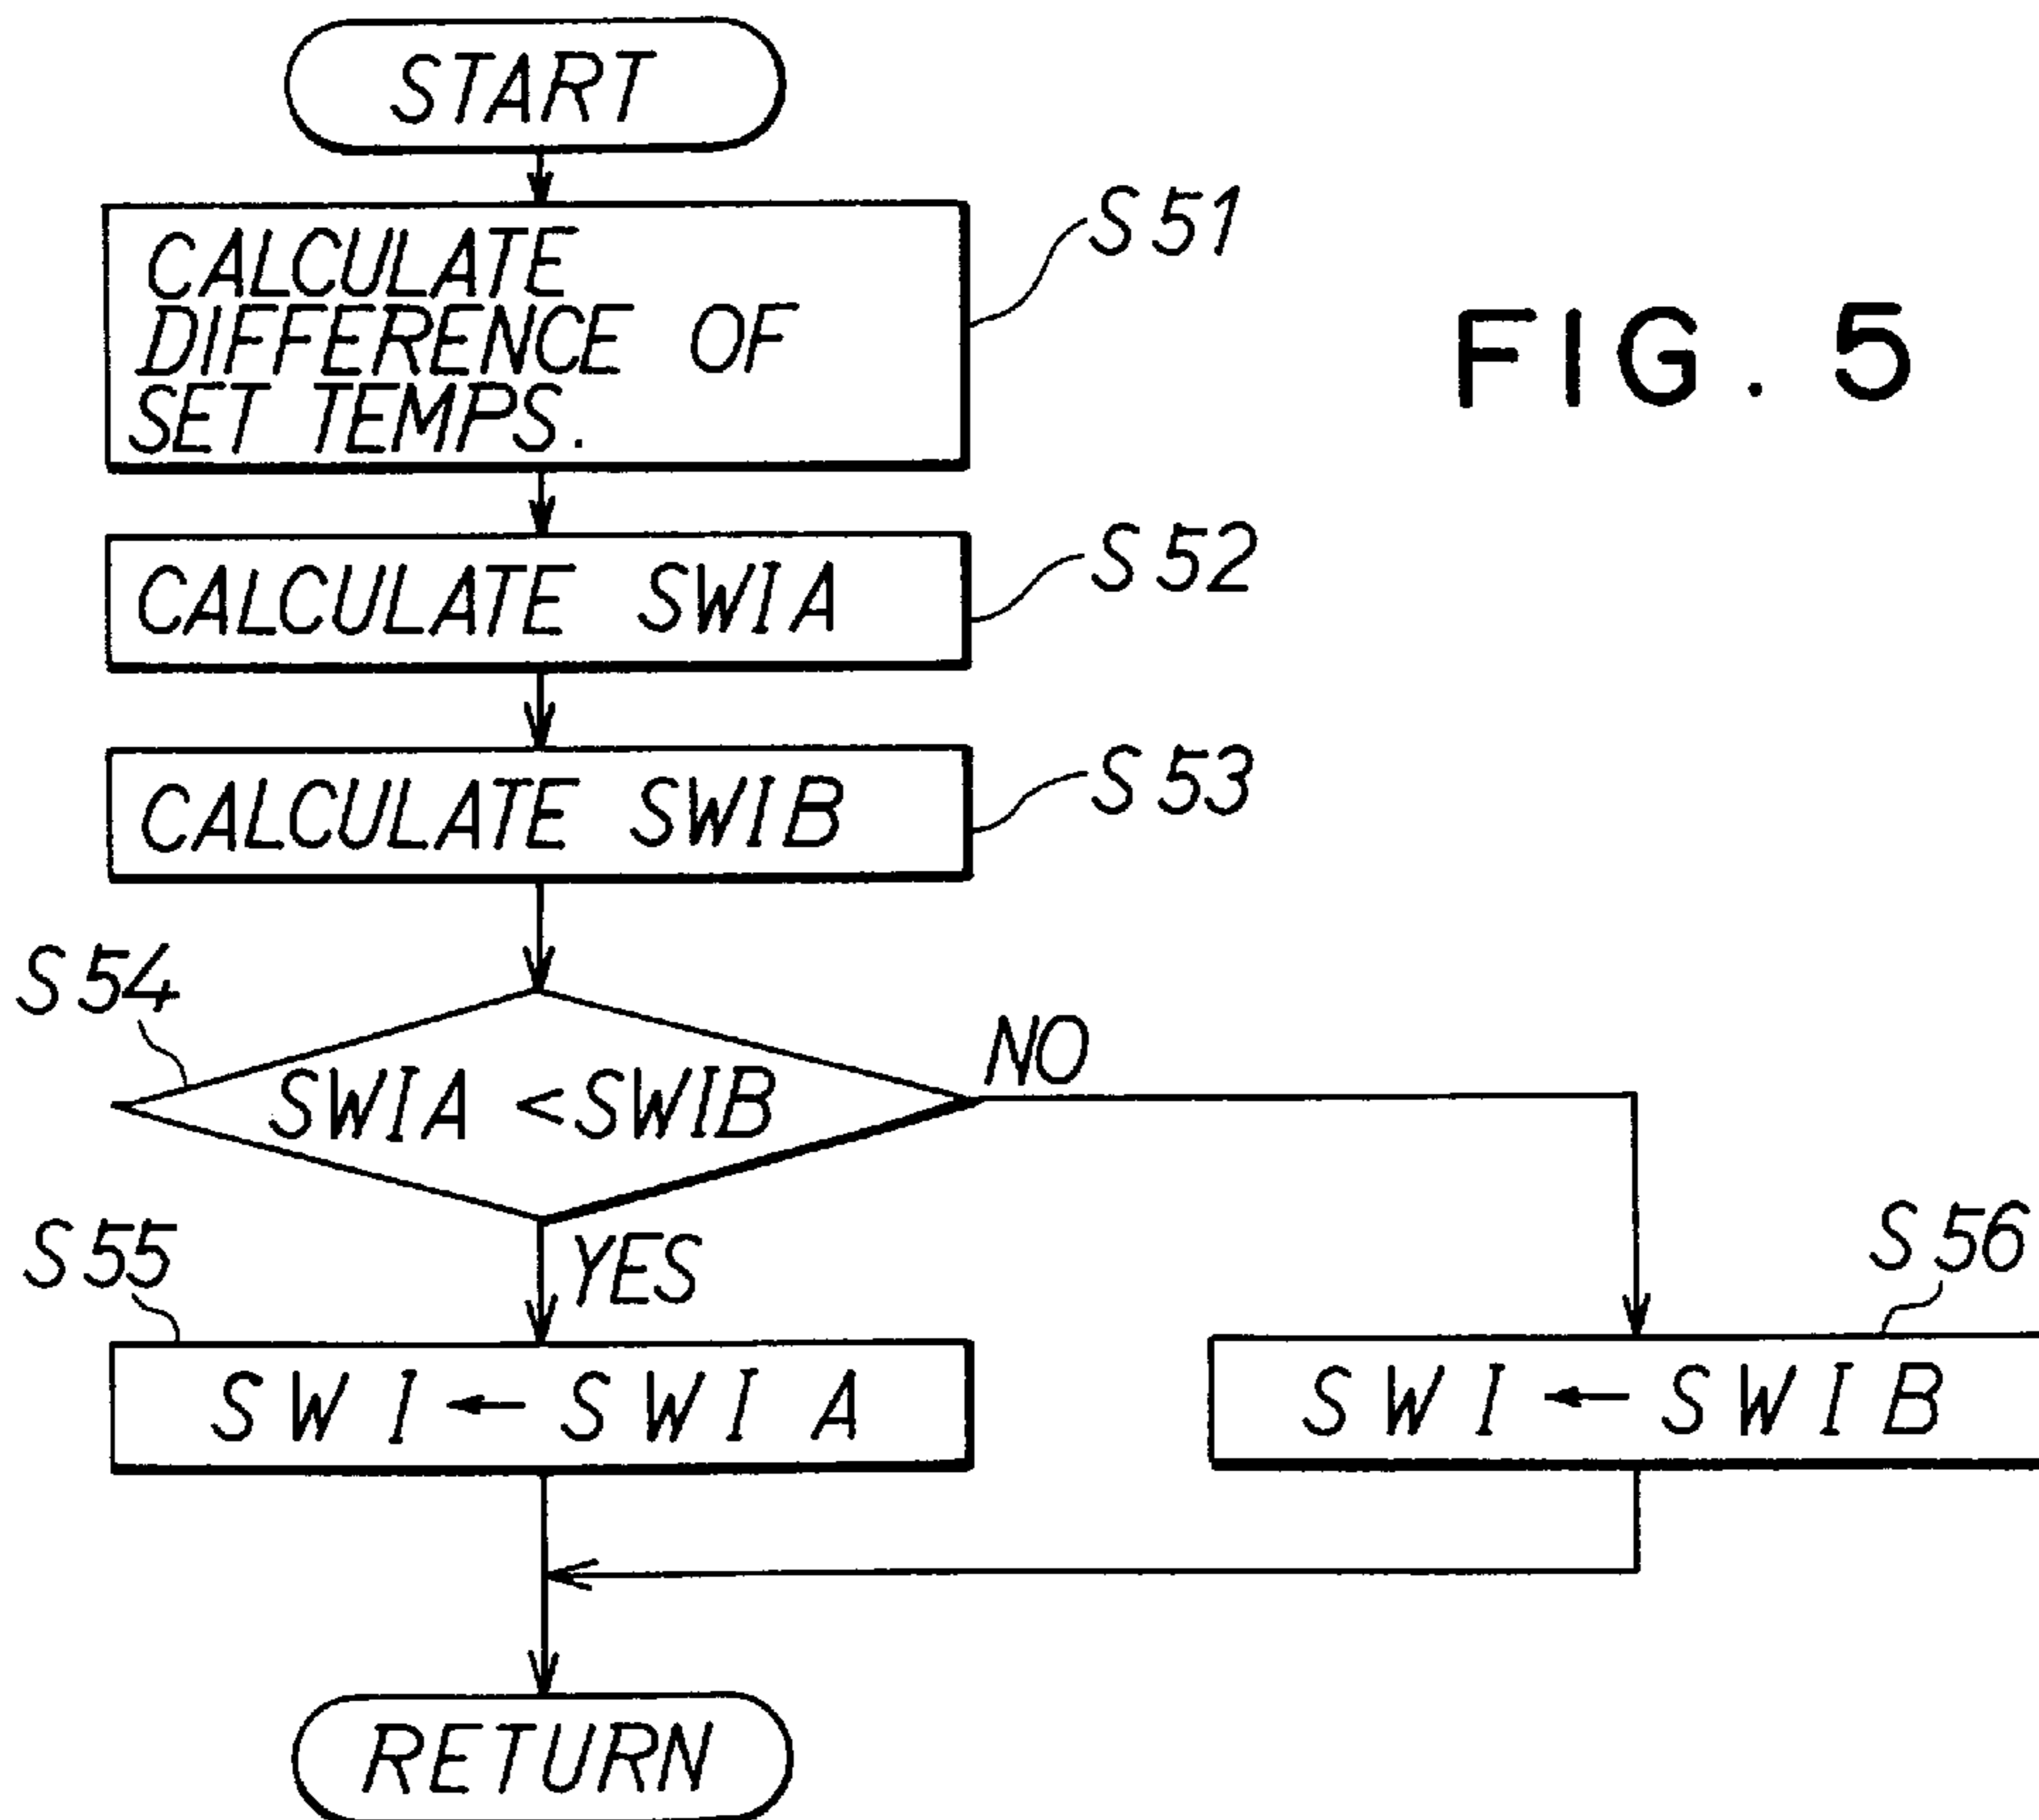 START
CALCULATE
DIFFERENCE OF
SET TEMPS.
S51
FIG. 5
CALCULATE SWIA
S52
CALCULATE SWIB
S53
S54
SWIA <SWIB
NO
YES
S55
SWI ← SWIA
S56
SWI ← SWIB
RETURN